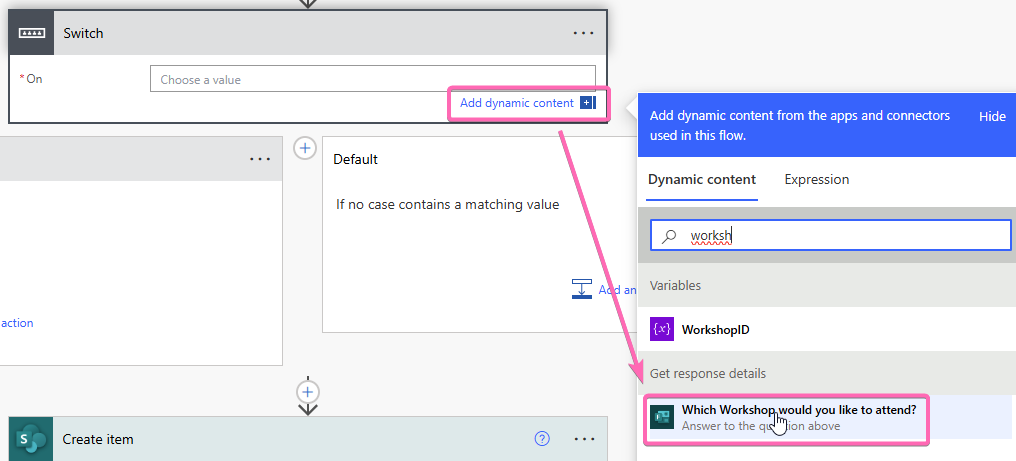 Switch
* On
Choose a value
Add dynamic content
Default
If no case contains a matching value
Add an
action
Create item
?
S
Add dynamic content from the apps and connectors
used in this flow.
Hide
Dynamic content
Expression
worksh
Variables
{x}
WorkshopID
Get response details
Which Workshop would you like to attend?
Answer to the question above